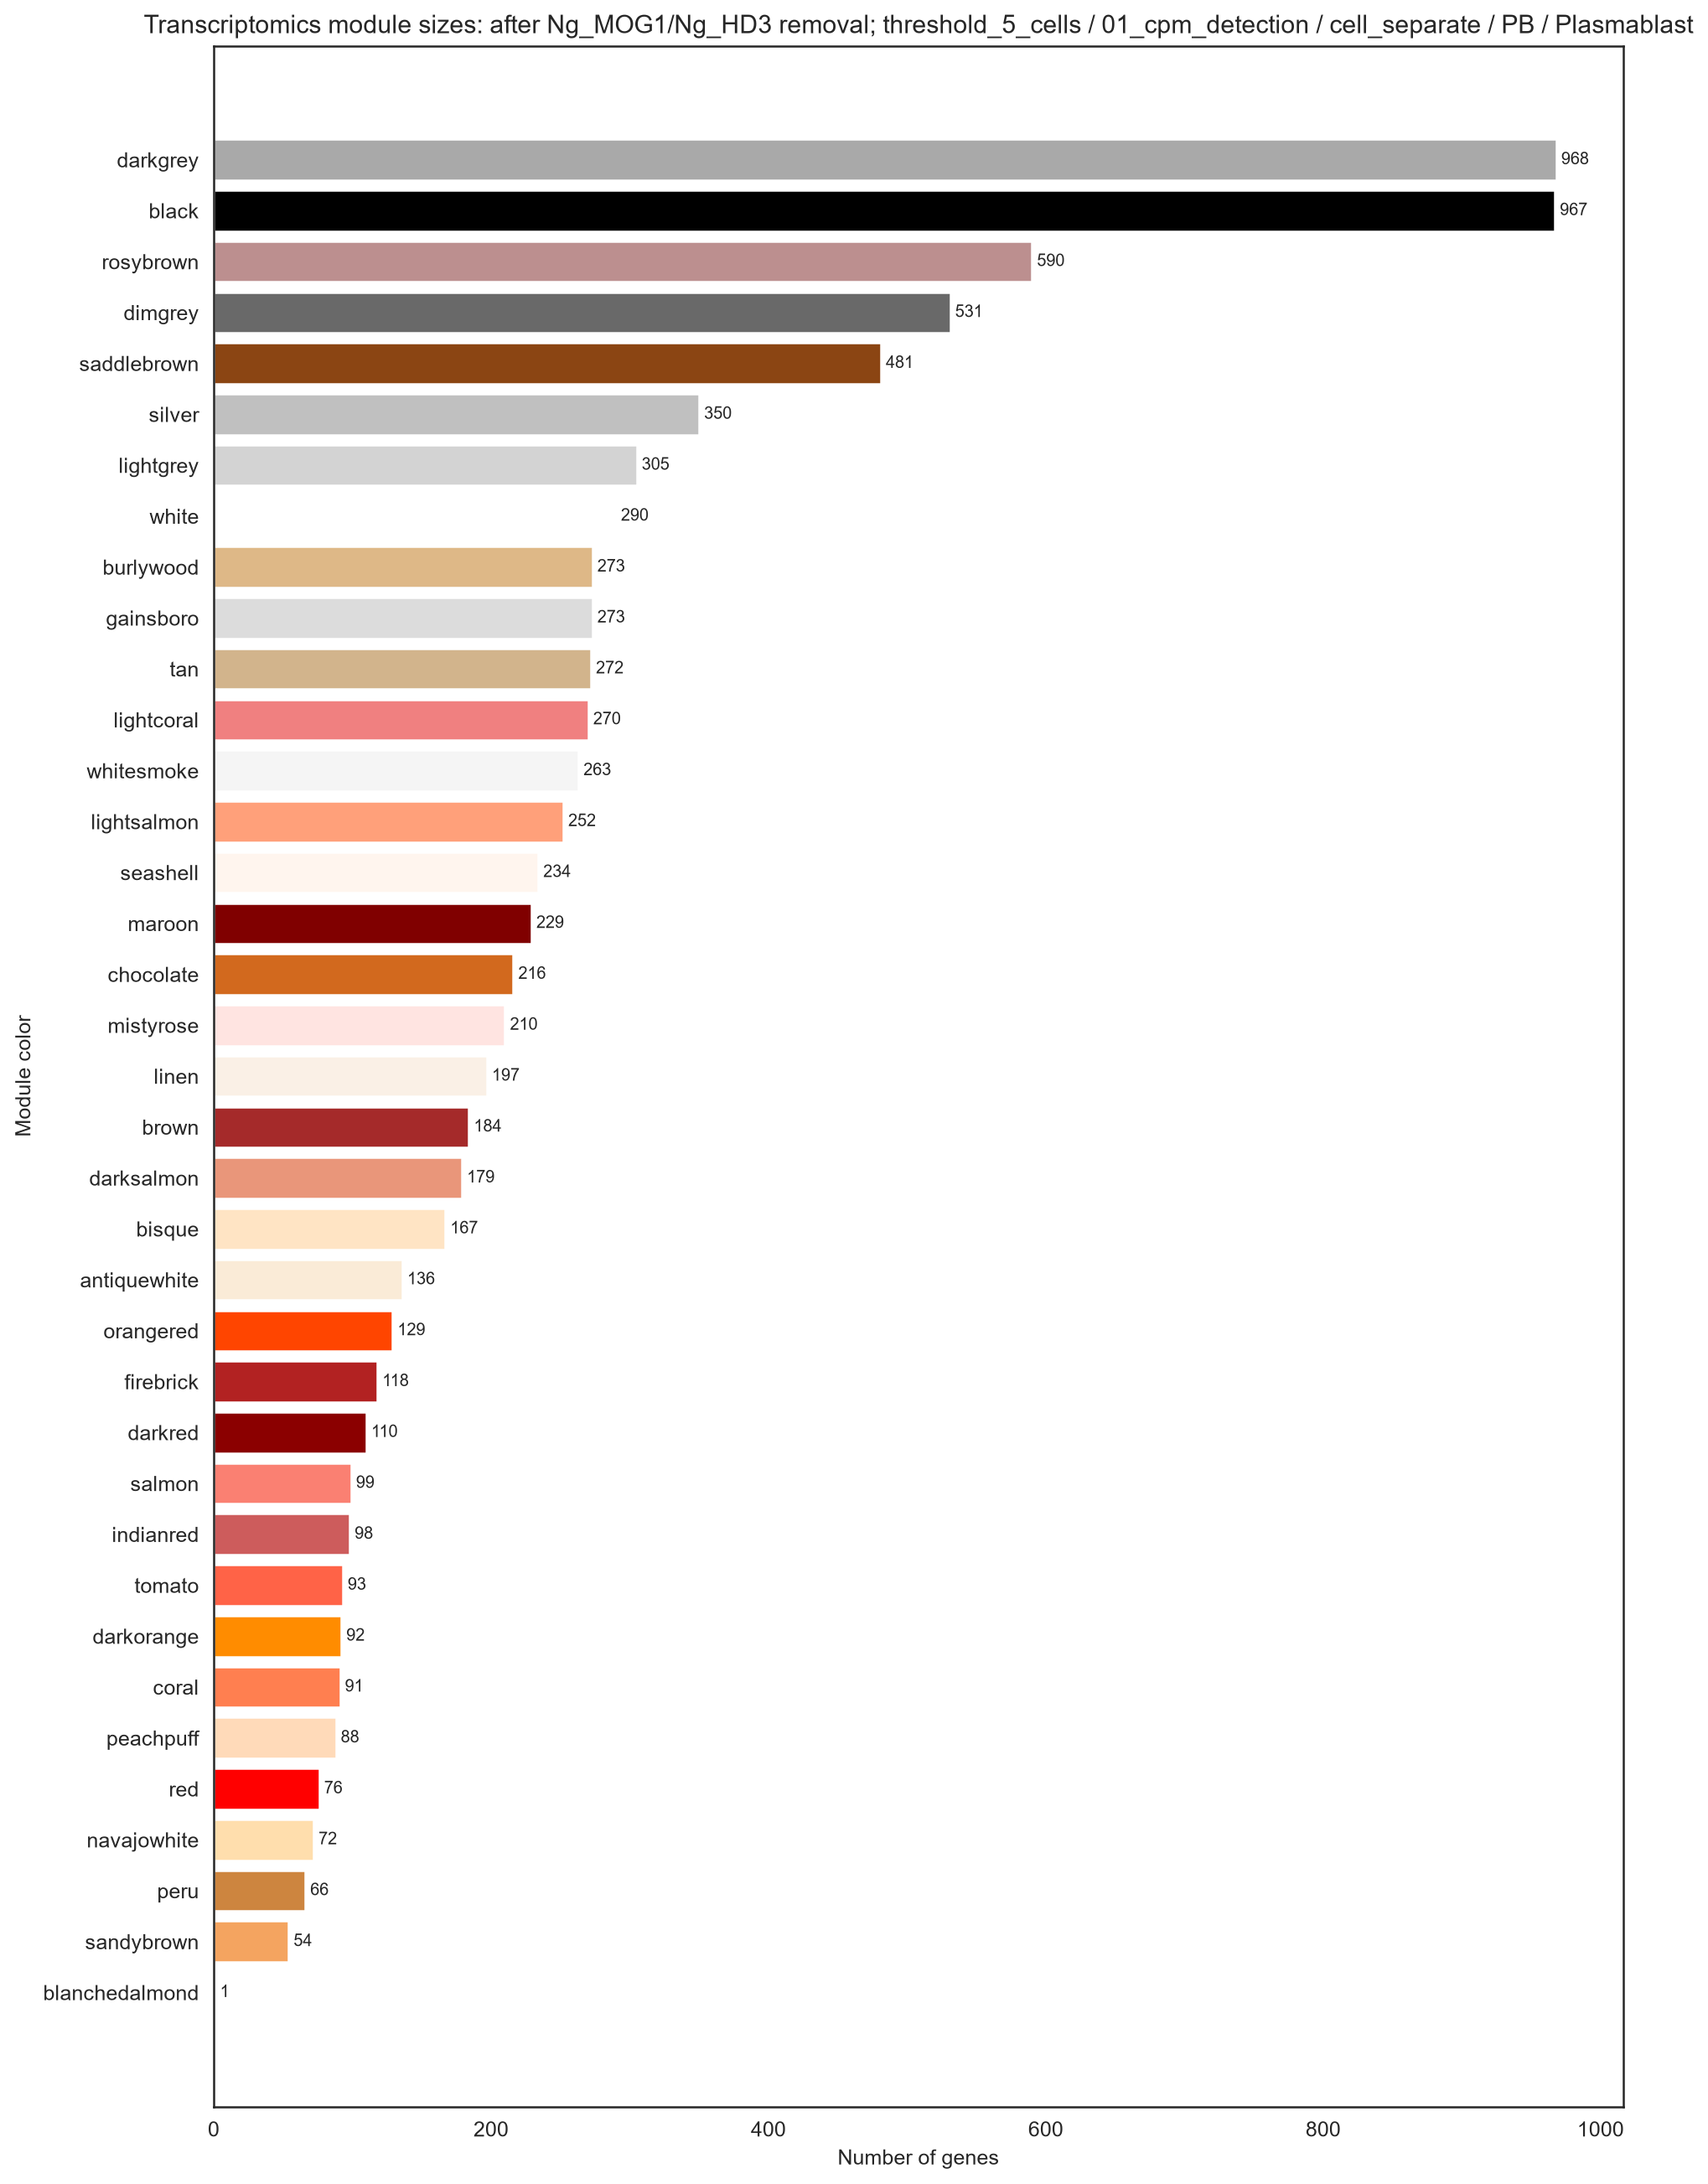 Transcriptomics module sizes: after Ng_MOG1/Ng_HD3 removal; threshold_5_cells / 01_cpm_detection / cell_separate / PB / Plasmablast
darkgrey 968
black 967
rosybrown 590
dimgrey 531
saddlebrown 481
silver 350
lightgrey 305
white 290
burlywood 273
gainsboro 273
tan 272
lightcoral 270
whitesmoke 263
lightsalmon 252
seashell 234
maroon 229
chocolate 216
mistyrose 210
linen 197
brown 184
darksalmon 179
bisque 167
antiquewhite 136
orangered 129
firebrick 118
darkred 110
salmon 99
indianred 98
tomato 93
darkorange 92
coral 91
peachpuff 88
red 76
navajowhite 72
peru 66
sandybrown 54
blanchedalmond 1
Module color
0 200 400 600 800 1000
Number of genes